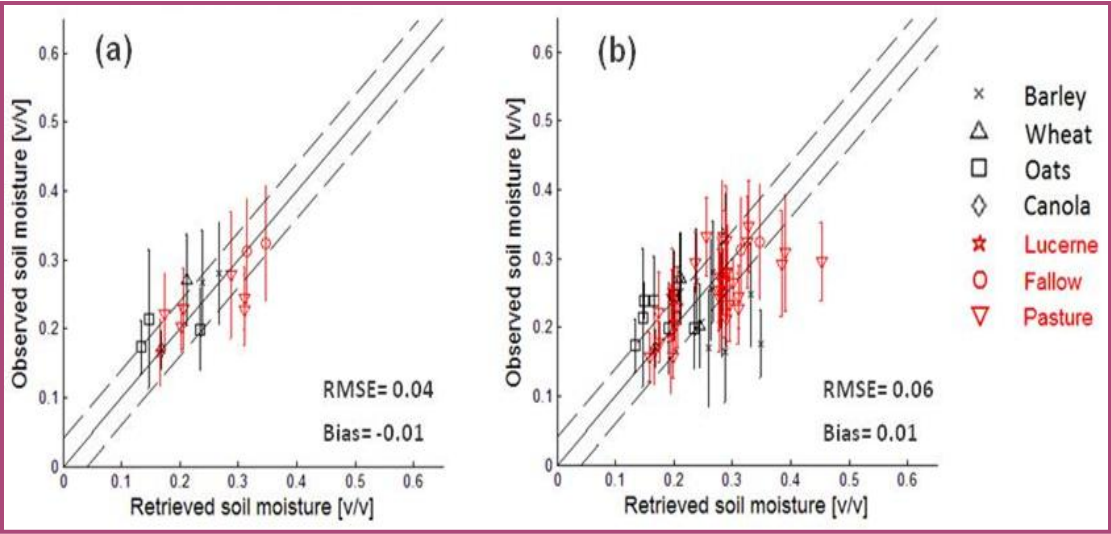 (a)
Observed soil moisture [v/v]
0.6
0.5
0.4
0.3
0.2
0.1
0
RMSE= 0.04
Bias= -0.01
0 0.1 0.2 0.3 0.4 0.5 0.6
Retrieved soil moisture [v/v]
(b)
Observed soil moisture [v/v]
0.6
0.5
0.4
0.3
0.2
0.1
0
RMSE= 0.06
Bias= 0.01
0 0.1 0.2 0.3 0.4 0.5 0.6
Retrieved soil moisture [v/v]
Barley
Wheat
Oats
Canola
Lucerne
Fallow
Pasture